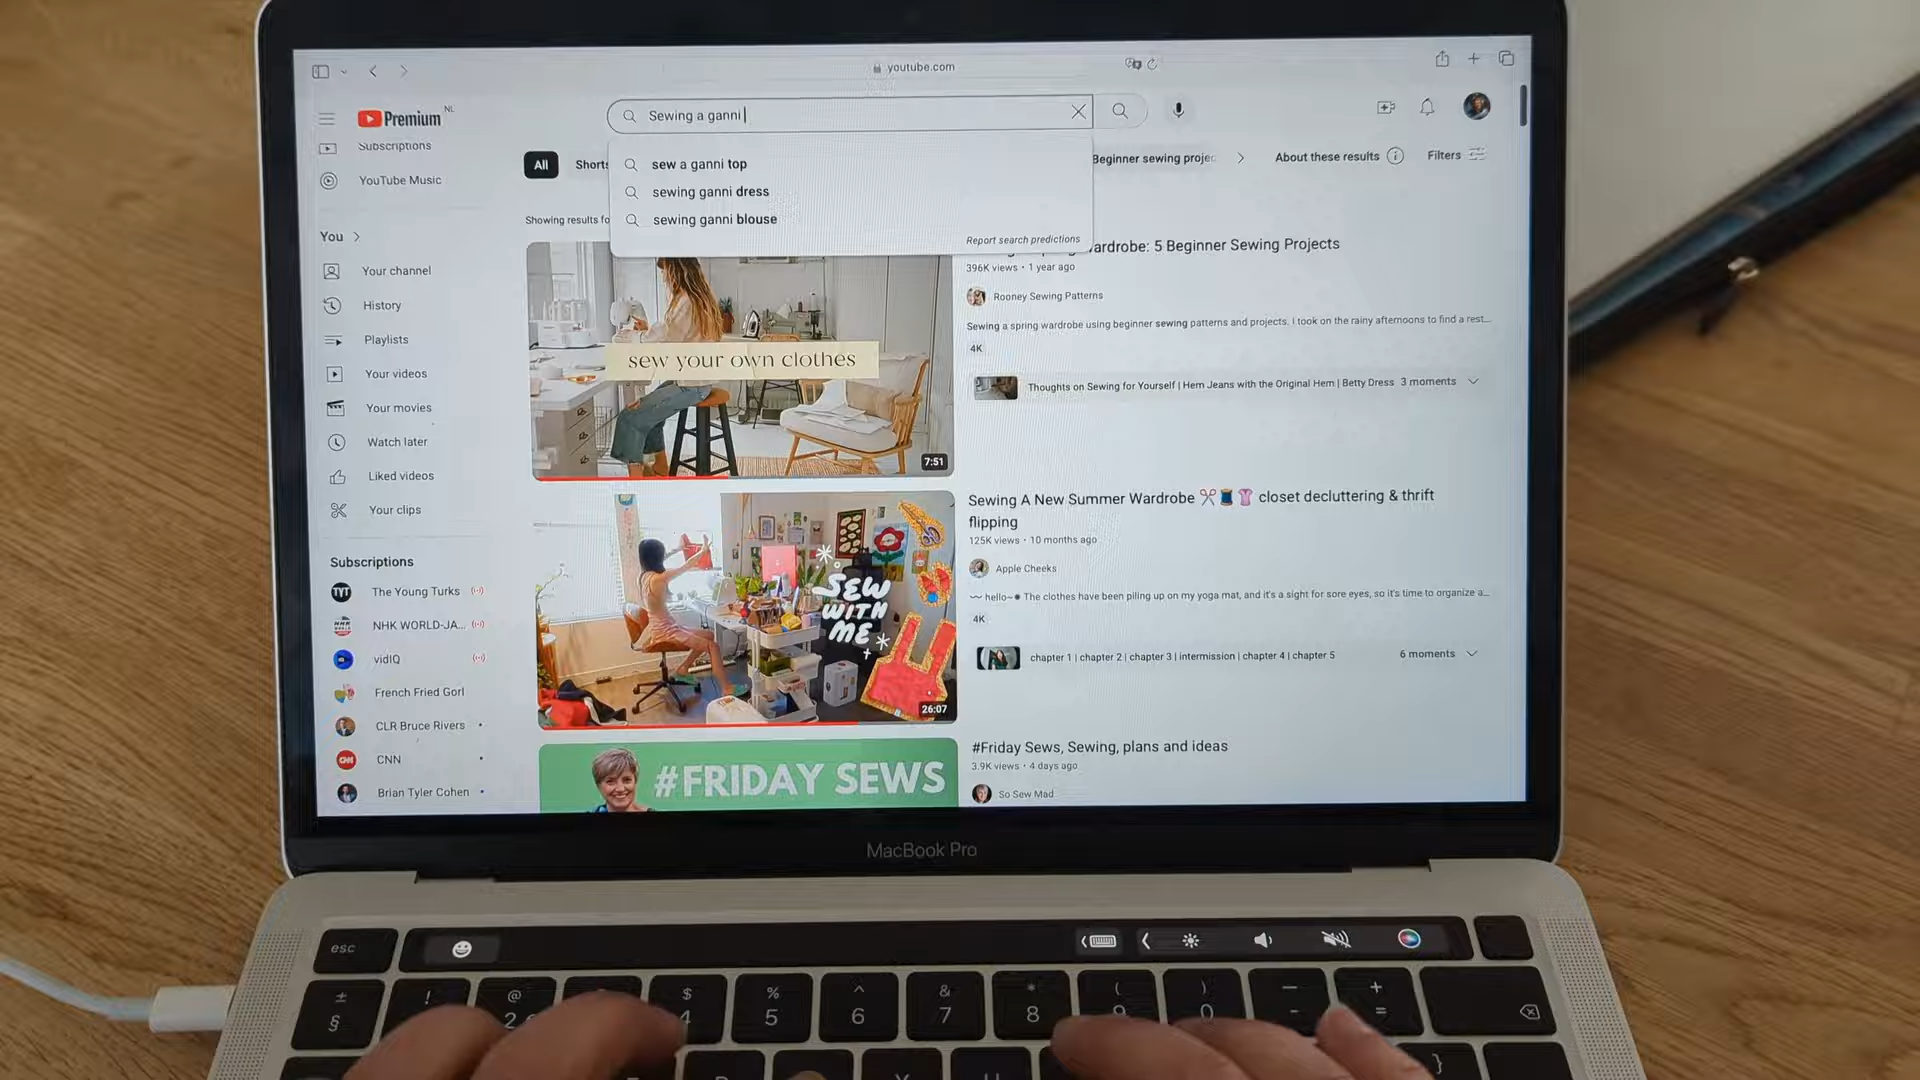 youtube.com
Premium NL
Sewing a ganni
sew a ganni top
sewing ganni dress
sewing ganni blouse
Report search predictions
Subscriptions
YouTube Music
You
Your channel
History
Playlists
Your videos
Your movies
Watch later
Liked videos
Your clips
Subscriptions
The Young Turks
NHK WORLD-JA...
vidIQ
French Fried Gorl
CLR Bruce Rivers
CNN
Brian Tyler Cohen
All
Shorts
Beginner sewing projec
About these results
Filters
Showing results fo
ardrobe: 5 Beginner Sewing Projects
396K views • 1 year ago
Rooney Sewing Patterns
Sewing a spring wardrobe using beginner sewing patterns and projects. I took on the rainy afternoons to find a rest...
4K
Thoughts on Sewing for Yourself | Hem Jeans with the Original Hem | Betty Dress
3 moments
sew your own clothes
7:51
Sewing A New Summer Wardrobe ✂️🧵👚 closet decluttering & thrift
flipping
125K views • 10 months ago
Apple Cheeks
hello~ The clothes have been piling up on my yoga mat, and it's a sight for sore eyes, so it's time to organize a...
4K
chapter 1 | chapter 2 | chapter 3 | intermission | chapter 4 | chapter 5
6 moments
SEW
WITH
ME
26:07
#FRIDAY SEWS
#Friday Sews, Sewing, plans and ideas
3.9K views • 4 days ago
So Sew Mad
MacBook Pro
esc
± ! @ $ % ^ & * ( ) — +
§ 2 4 5 6 7 8 9 0 - =
}